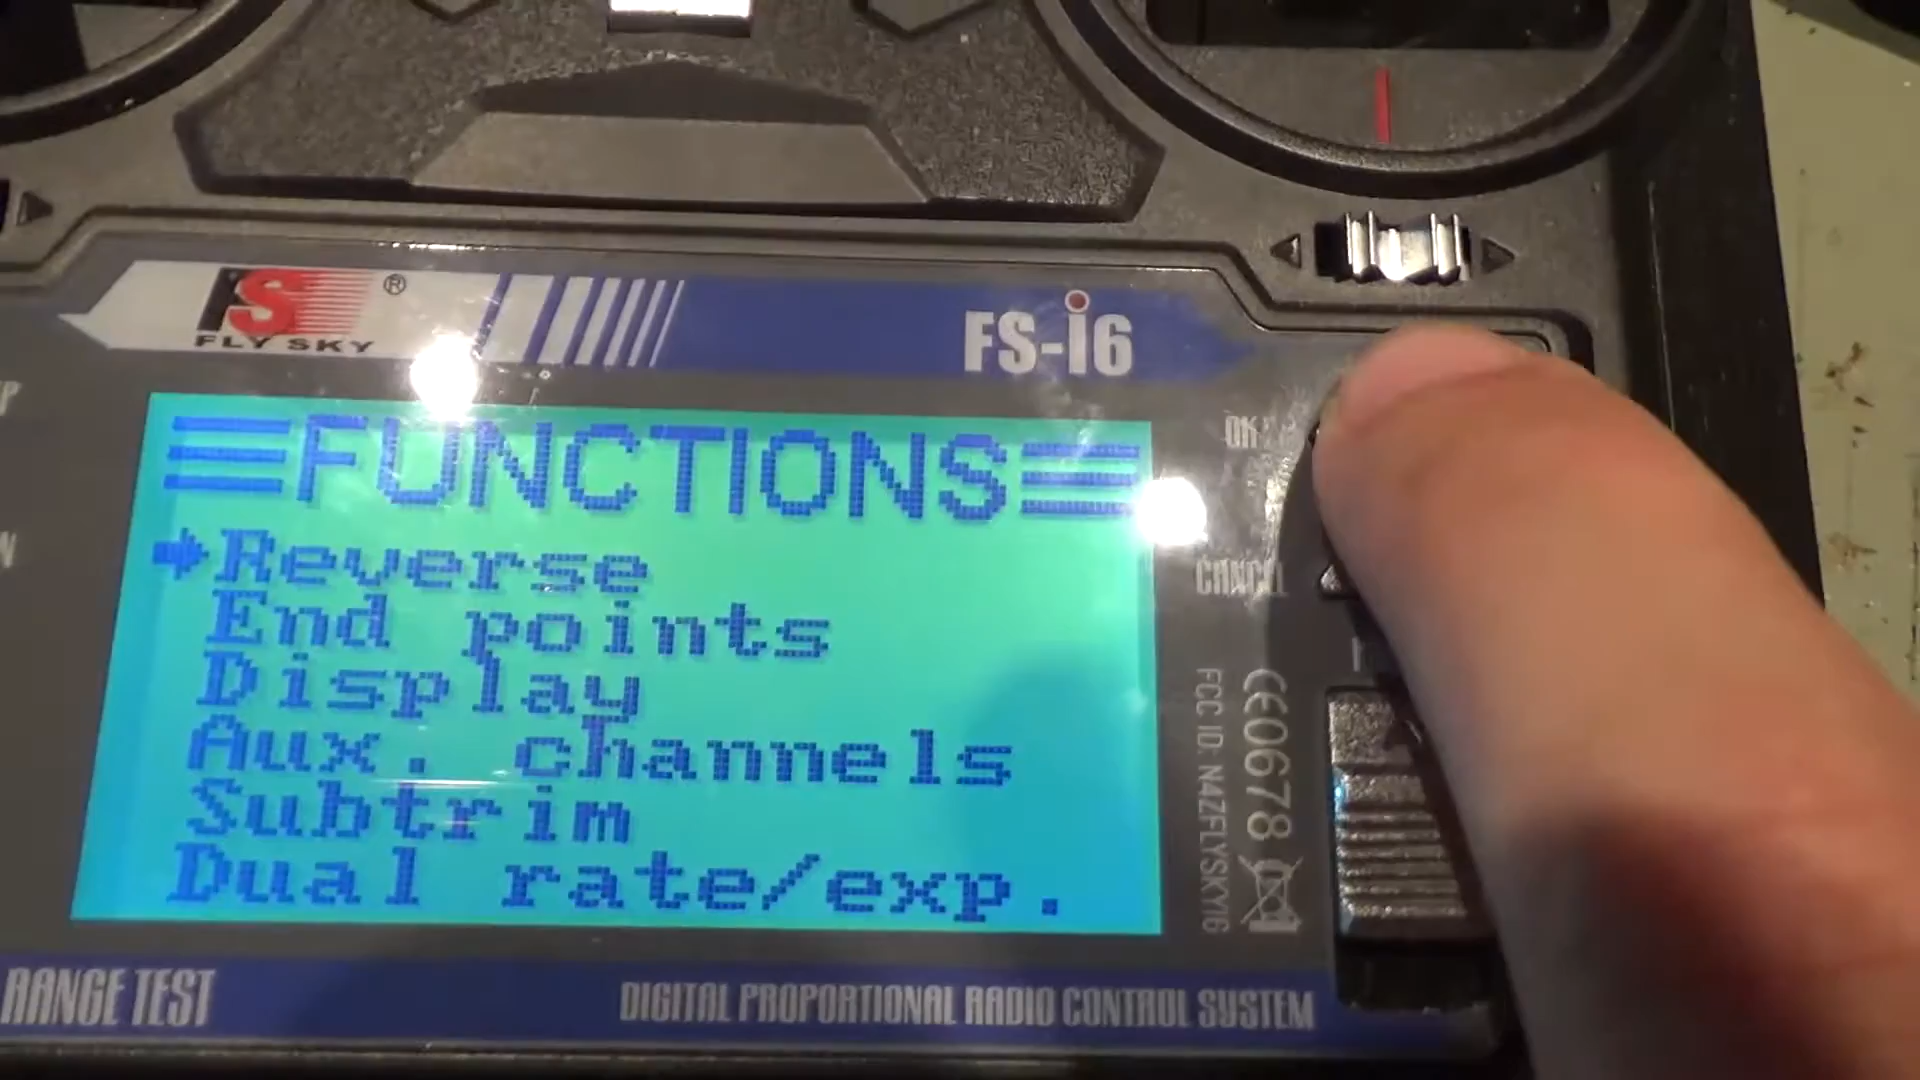 FS ®
FLY SKY
FS-i6
FUNCTIONS
Reverse
End points
Display
Aux. channels
Subtrim
Dual rate/exp.
OK
CANCEL
CE0678
FCC ID: N4ZFLYSKYI6
RANGE TEST
DIGITAL PROPORTIONAL RADIO CONTROL SYSTEM